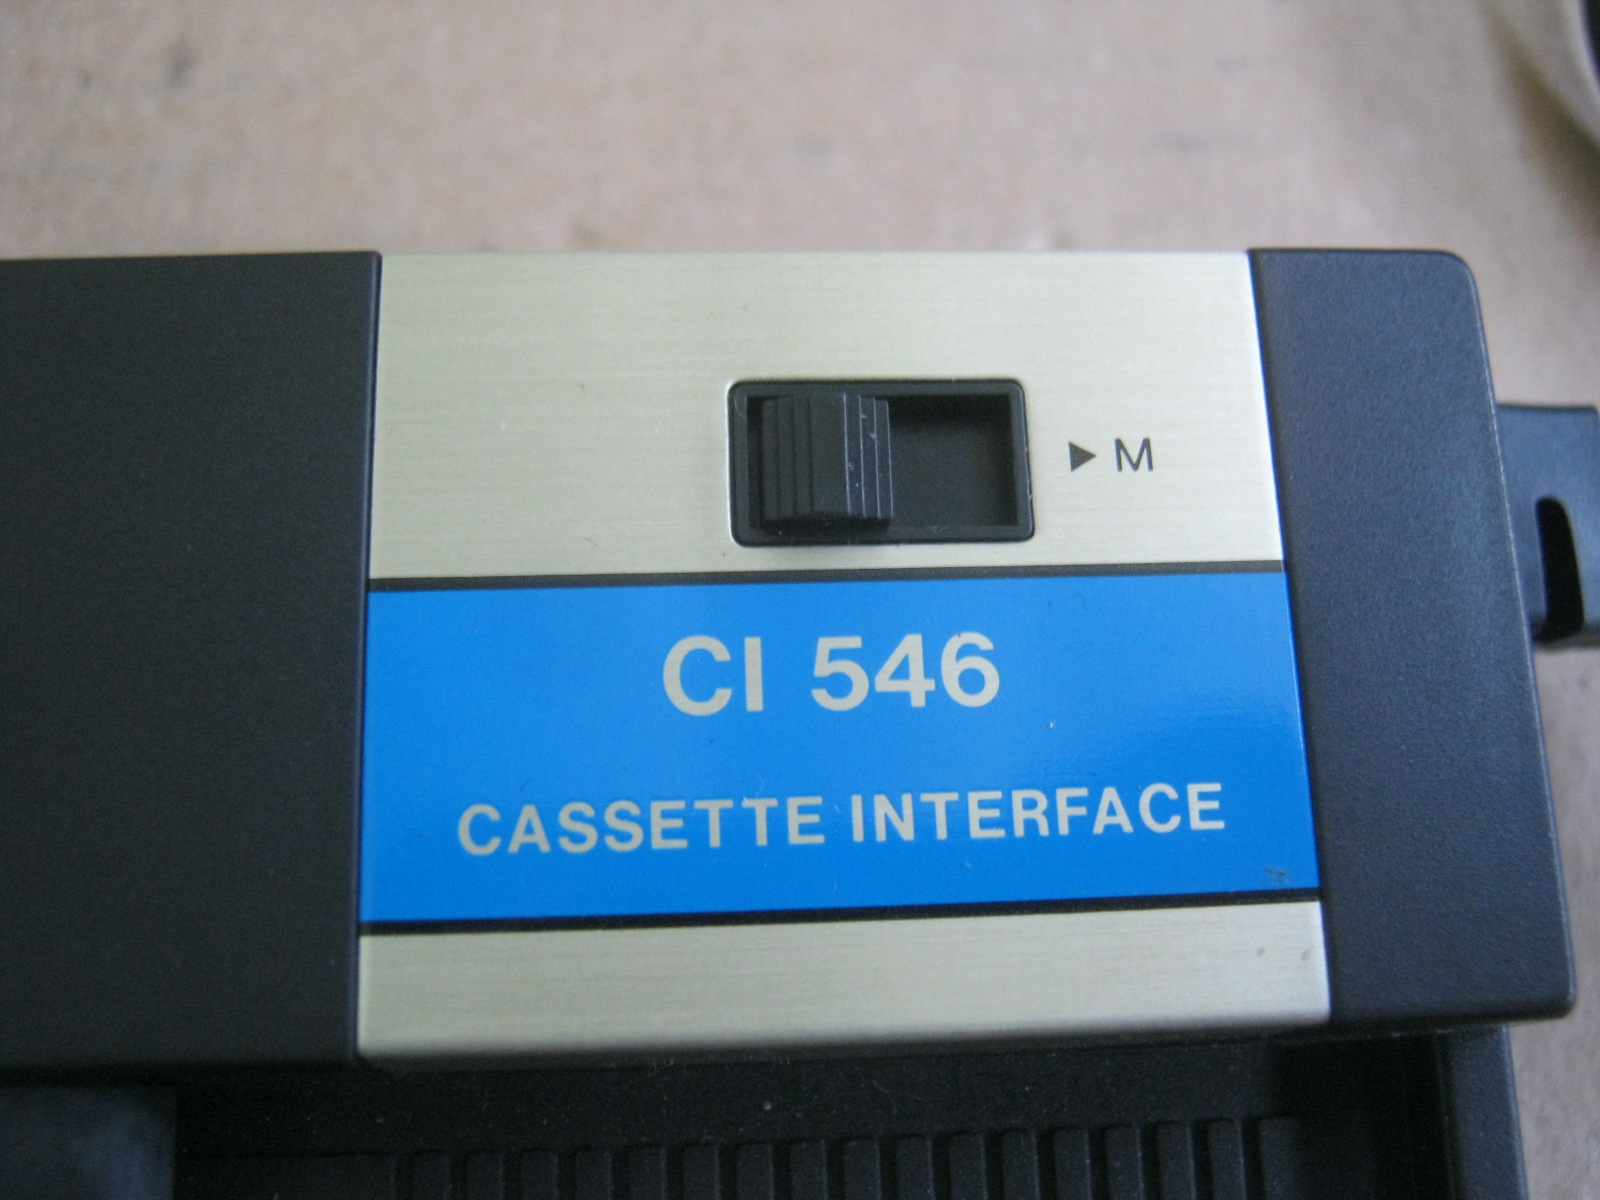 ▶ M
CI 546
CASSETTE INTERFACE